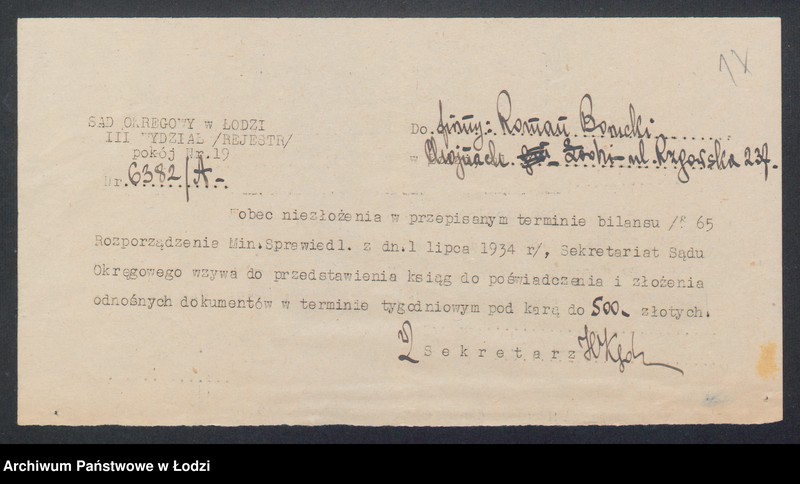 1X
SĄD OKRĘGOWY w ŁODZI
III WYDZIAŁ /REJESTR/
pokój Nr.19
Nr. 6382/A-
Do firmy: Roman
w Chojnach - Łodzi - ul. Rzgowska 237.
Wobec niezłożenia w przepisanym terminie bilansu /§ 65
Rozporządzenia Min.Sprawiedl. z dn.1 lipca 1934 r/, Sekretariat Sądu
Okręgowego wzywa do przedstawienia ksiąg do poświadczenia i złożenia
odnośnych dokumentów w terminie tygodniowym pod karą do 500.- złotych.
Sekretarz
Archiwum Państwowe w Łodzi